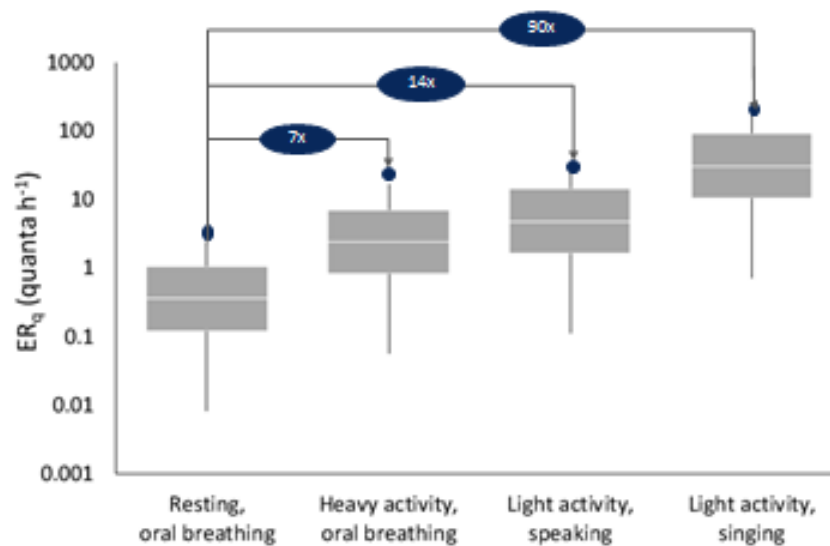 90x
1000
14x
100
7x
10
1
0.1
0.01
0.001
ERq (quanta h⁻¹)
Resting,
oral breathing
Heavy activity,
oral breathing
Light activity,
speaking
Light activity,
singing